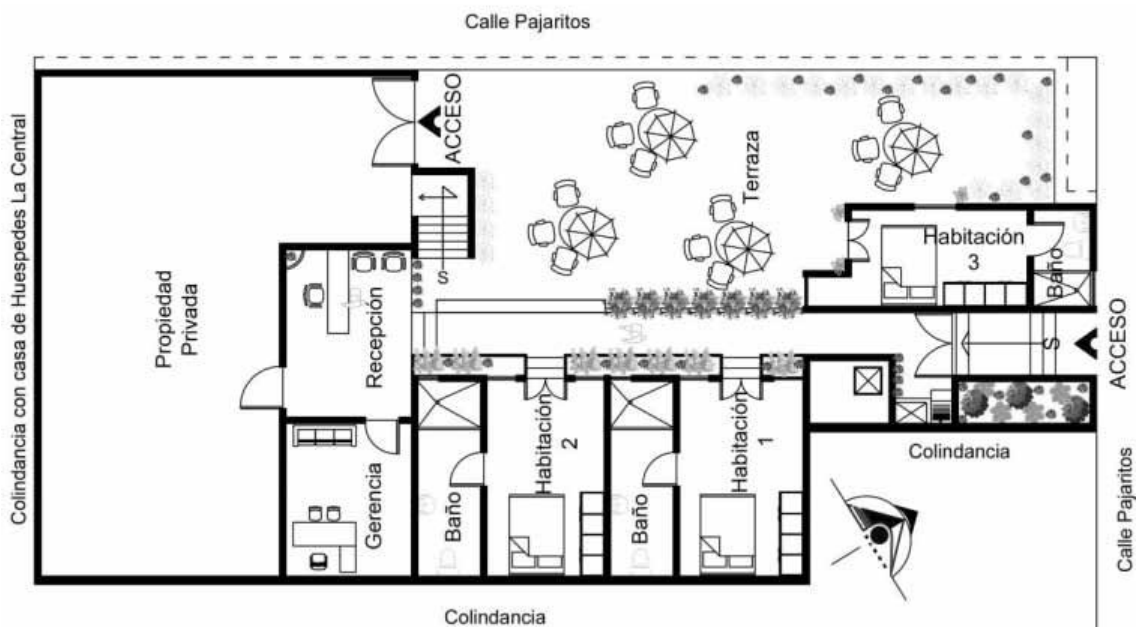 Calle Pajaritos
Colindancia con casa de Huespedes La Central
ACCESO
Terraza
Habitación
3
Baño
S
Propiedad
Privada
Recepción
S
ACCESO
Habitación
2
Habitación
1
Baño
Baño
Gerencia
Colindancia
Calle Pajaritos
Colindancia